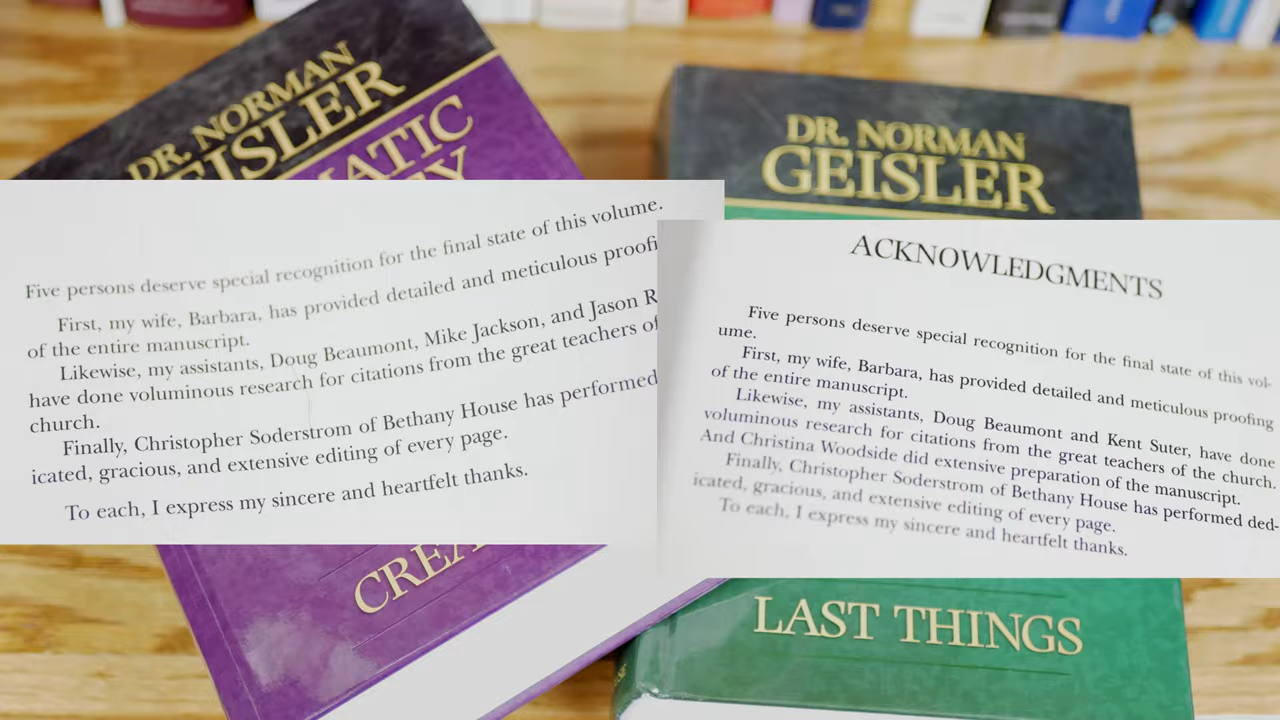 DR. NORMAN
GEISLER
MATIC
Five persons deserve special recognition for the final state of this volume.
First, my wife, Barbara, has provided detailed and meticulous
of the entire manuscript.
Likewise, my assistants, Doug Beaumont, Mike Jackson, and Jason
have done voluminous research for citations from the great teachers of
church.
Finally, Christopher Soderstrom of Bethany House has performed
icated, gracious, and extensive editing of every page.
To each, I express my sincere and heartfelt thanks.
CREA
DR. NORMAN
GEISLER
ACKNOWLEDGMENTS
Five persons deserve special recognition for the final state of this vol-
ume.
First, my wife, Barbara, has provided detailed and meticulous proofing
of the entire manuscript.
Likewise, my assistants, Doug Beaumont and Kent Suter, have done
voluminous research for citations from the great teachers of the church.
And Christina Woodside did extensive preparation of the manuscript.
Finally, Christopher Soderstrom of Bethany House has performed ded-
icated, gracious, and extensive editing of every page.
To each, I express my sincere and heartfelt thanks.
LAST THINGS